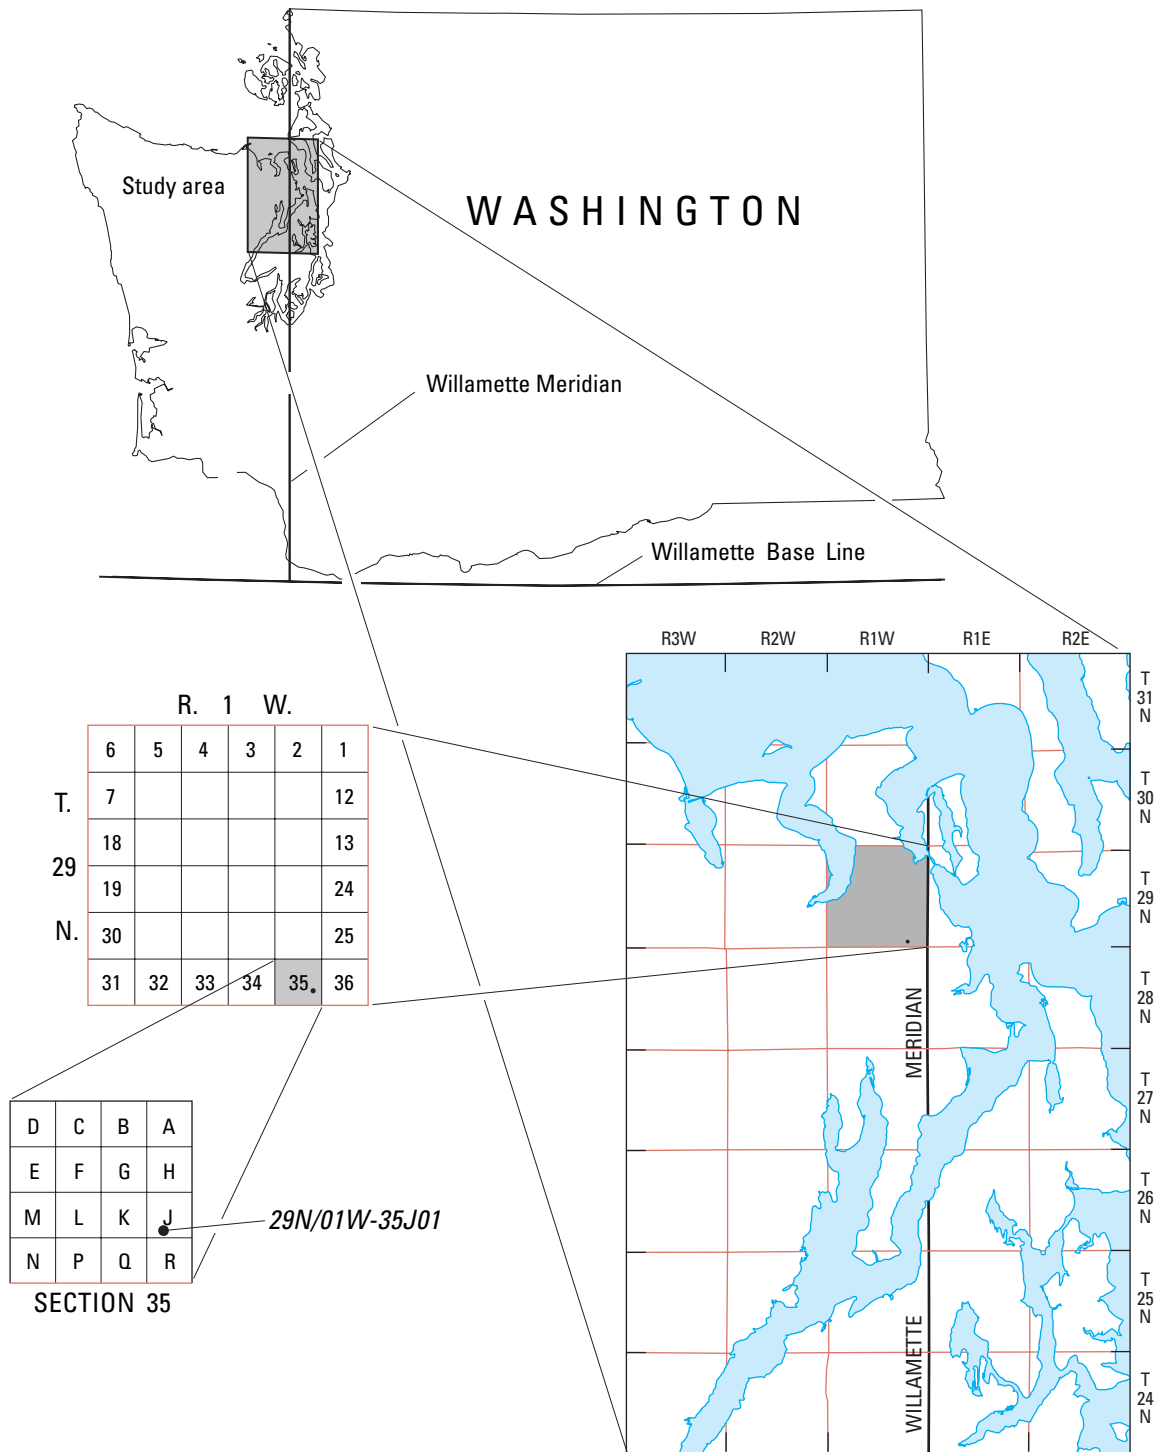 Study area
WASHINGTON
Willamette Meridian
Willamette Base Line
R3W R2W R1W R1E R2E
T 31 N
T 30 N
T 29 N
T 28 N
T 27 N
T 26 N
T 25 N
T 24 N
MERIDIAN
WILLAMETTE
R. 1 W.
T. 29 N.
6 5 4 3 2 1
7 12
18 13
19 24
30 25
31 32 33 34 35 36
D C B A
E F G H
M L K J
N P Q R
29N/01W-35J01
SECTION 35